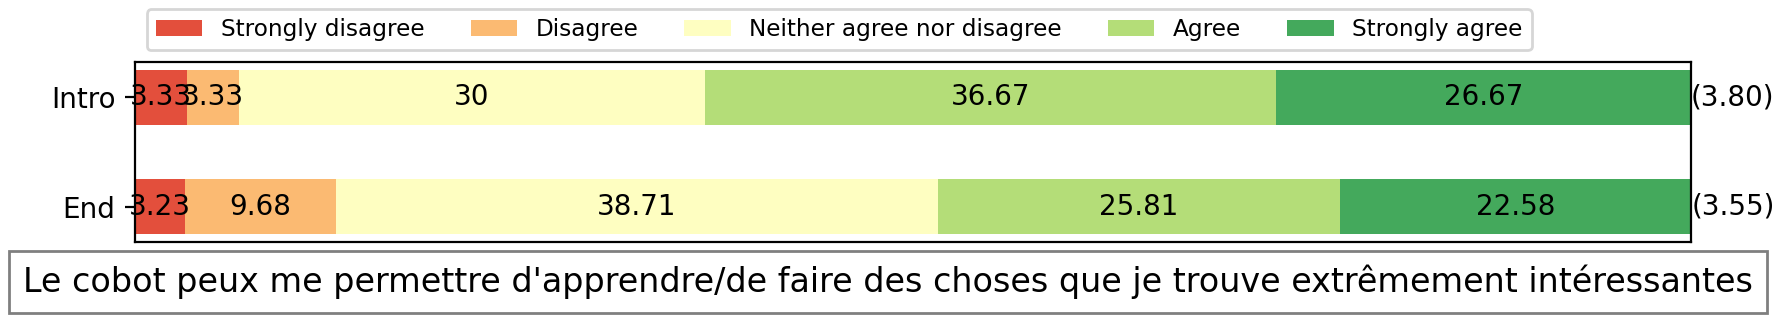 Strongly disagree Disagree Neither agree nor disagree Agree Strongly agree
Intro 3.33 3.33 30 36.67 26.67 (3.80)
End 3.23 9.68 38.71 25.81 22.58 (3.55)
Le cobot peux me permettre d'apprendre/de faire des choses que je trouve extrêmement intéressantes